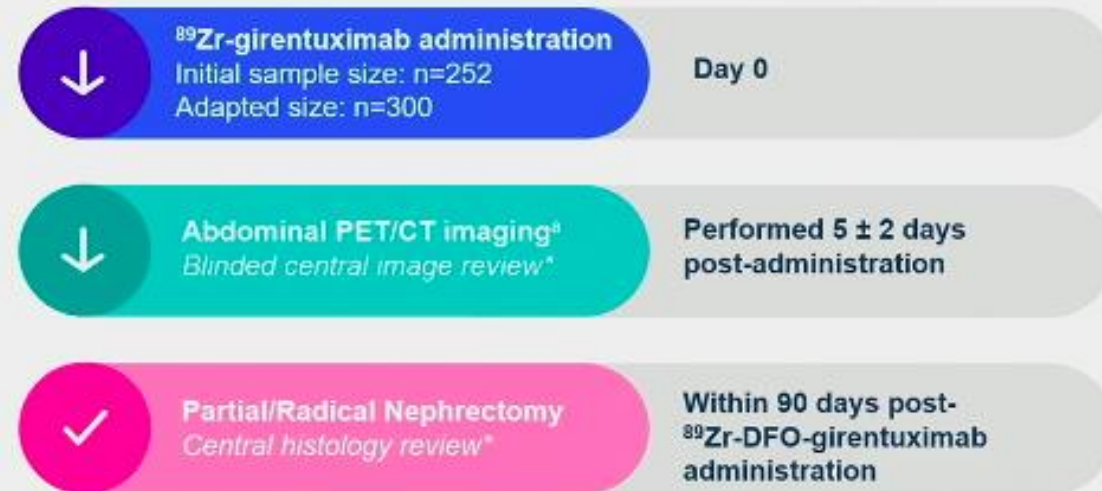 ⁸⁹Zr-girentuximab administration
Initial sample size: n=252
Adapted size: n=300
Day 0
Abdominal PET/CT imagingᵃ
Blinded central image review*
Performed 5 ± 2 days
post-administration
Partial/Radical Nephrectomy
Central histology review*
Within 90 days post-
⁸⁹Zr-DFO-girentuximab
administration